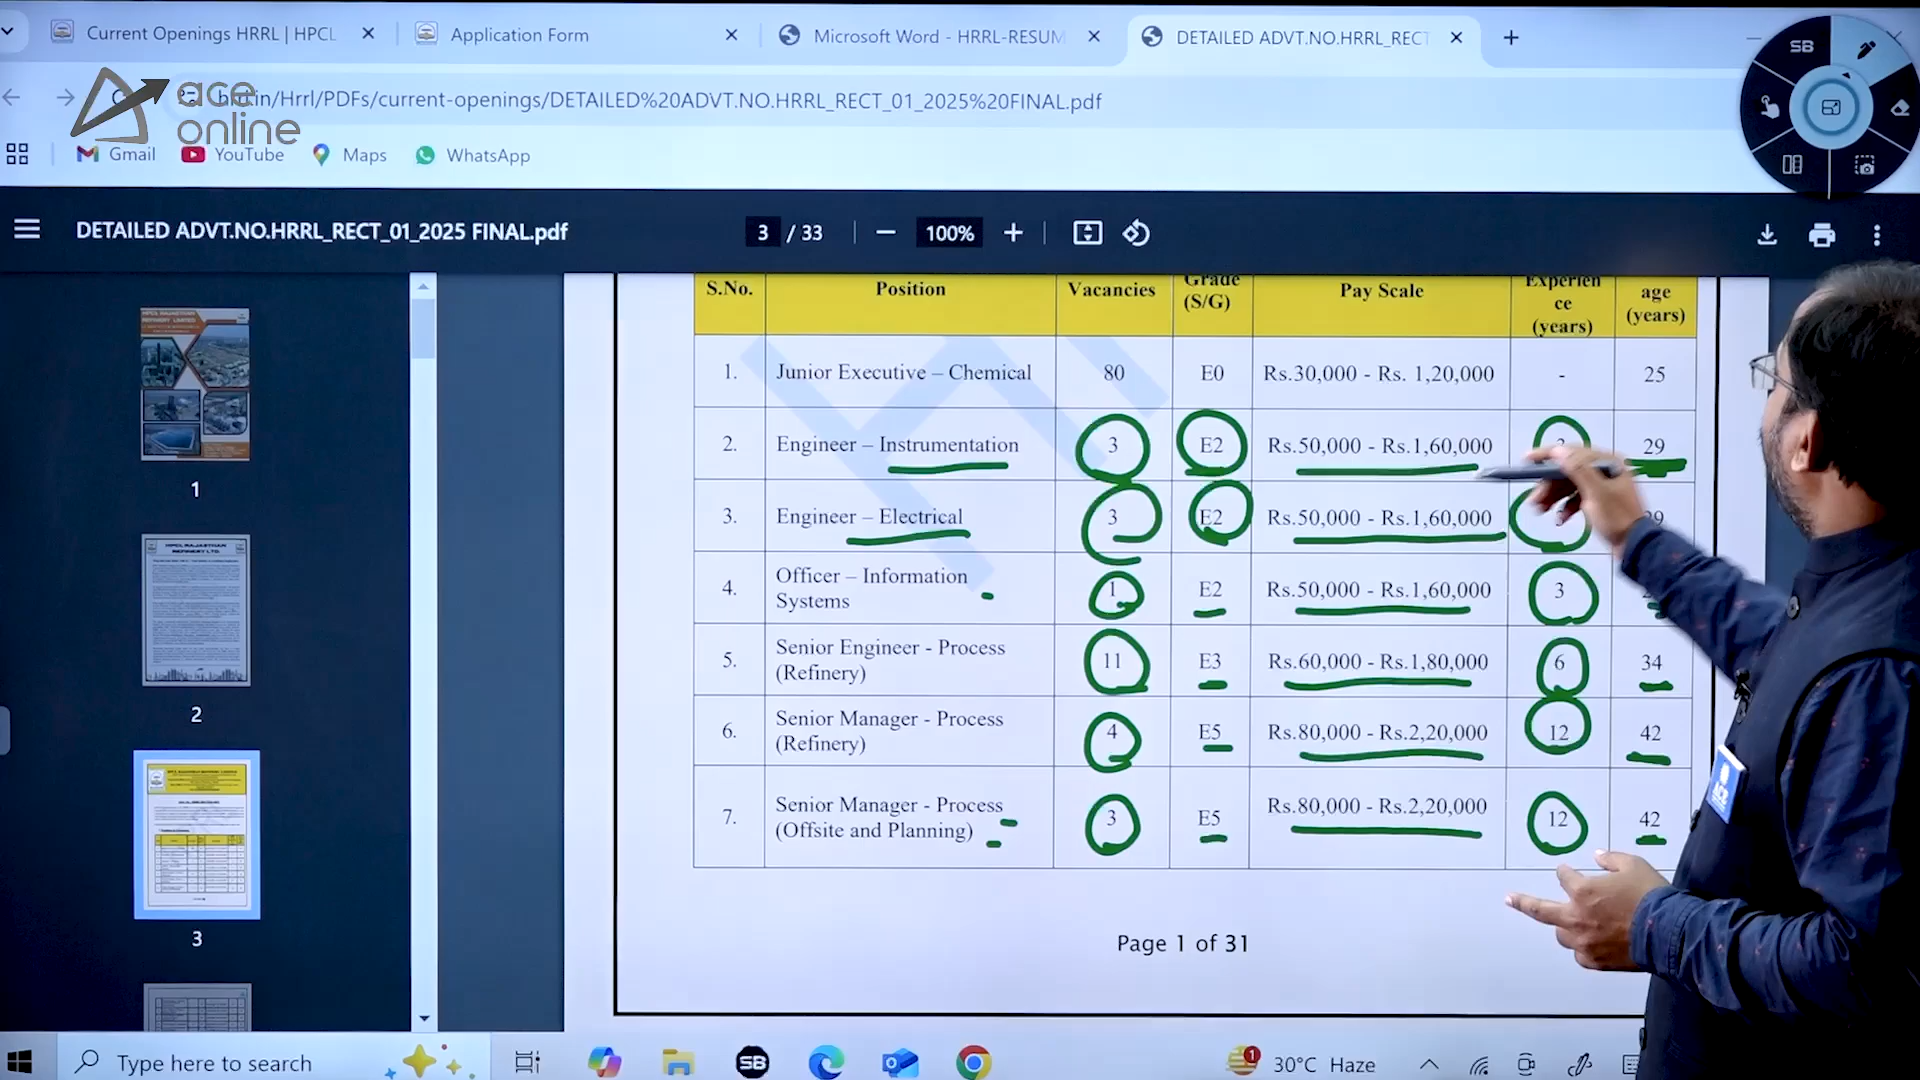 Current Openings HRRL | HPCL
Application Form
Microsoft Word - HRRL-RESUM
DETAILED ADVT.NO.HRRL_RECT
SB
ace
online
in/Hrrl/PDFs/current-openings/DETAILED%20ADVT.NO.HRRL_RECT_01_2025%20FINAL.pdf
Gmail
YouTube
Maps
WhatsApp
DETAILED ADVT.NO.HRRL_RECT_01_2025 FINAL.pdf
3 / 33
100%
S.No. Position Vacancies Grade (S/G) Pay Scale Experien ce (years) age (years)
1. Junior Executive – Chemical 80 E0 Rs.30,000 - Rs. 1,20,000 - 25
2. Engineer – Instrumentation 3 E2 Rs.50,000 - Rs.1,60,000 29
3. Engineer – Electrical 3 E2 Rs.50,000 - Rs.1,60,000
4. Officer – Information Systems 1 E2 Rs.50,000 - Rs.1,60,000 3
5. Senior Engineer - Process (Refinery) 11 E3 Rs.60,000 - Rs.1,80,000 6 34
6. Senior Manager - Process (Refinery) 4 E5 Rs.80,000 - Rs.2,20,000 12 42
7. Senior Manager - Process (Offsite and Planning) 3 E5 Rs.80,000 - Rs.2,20,000 12 42
Page 1 of 31
1
HPCL RAJASTHAN
REFINERY LTD.
2
3
Type here to search
SB
1
30°C Haze